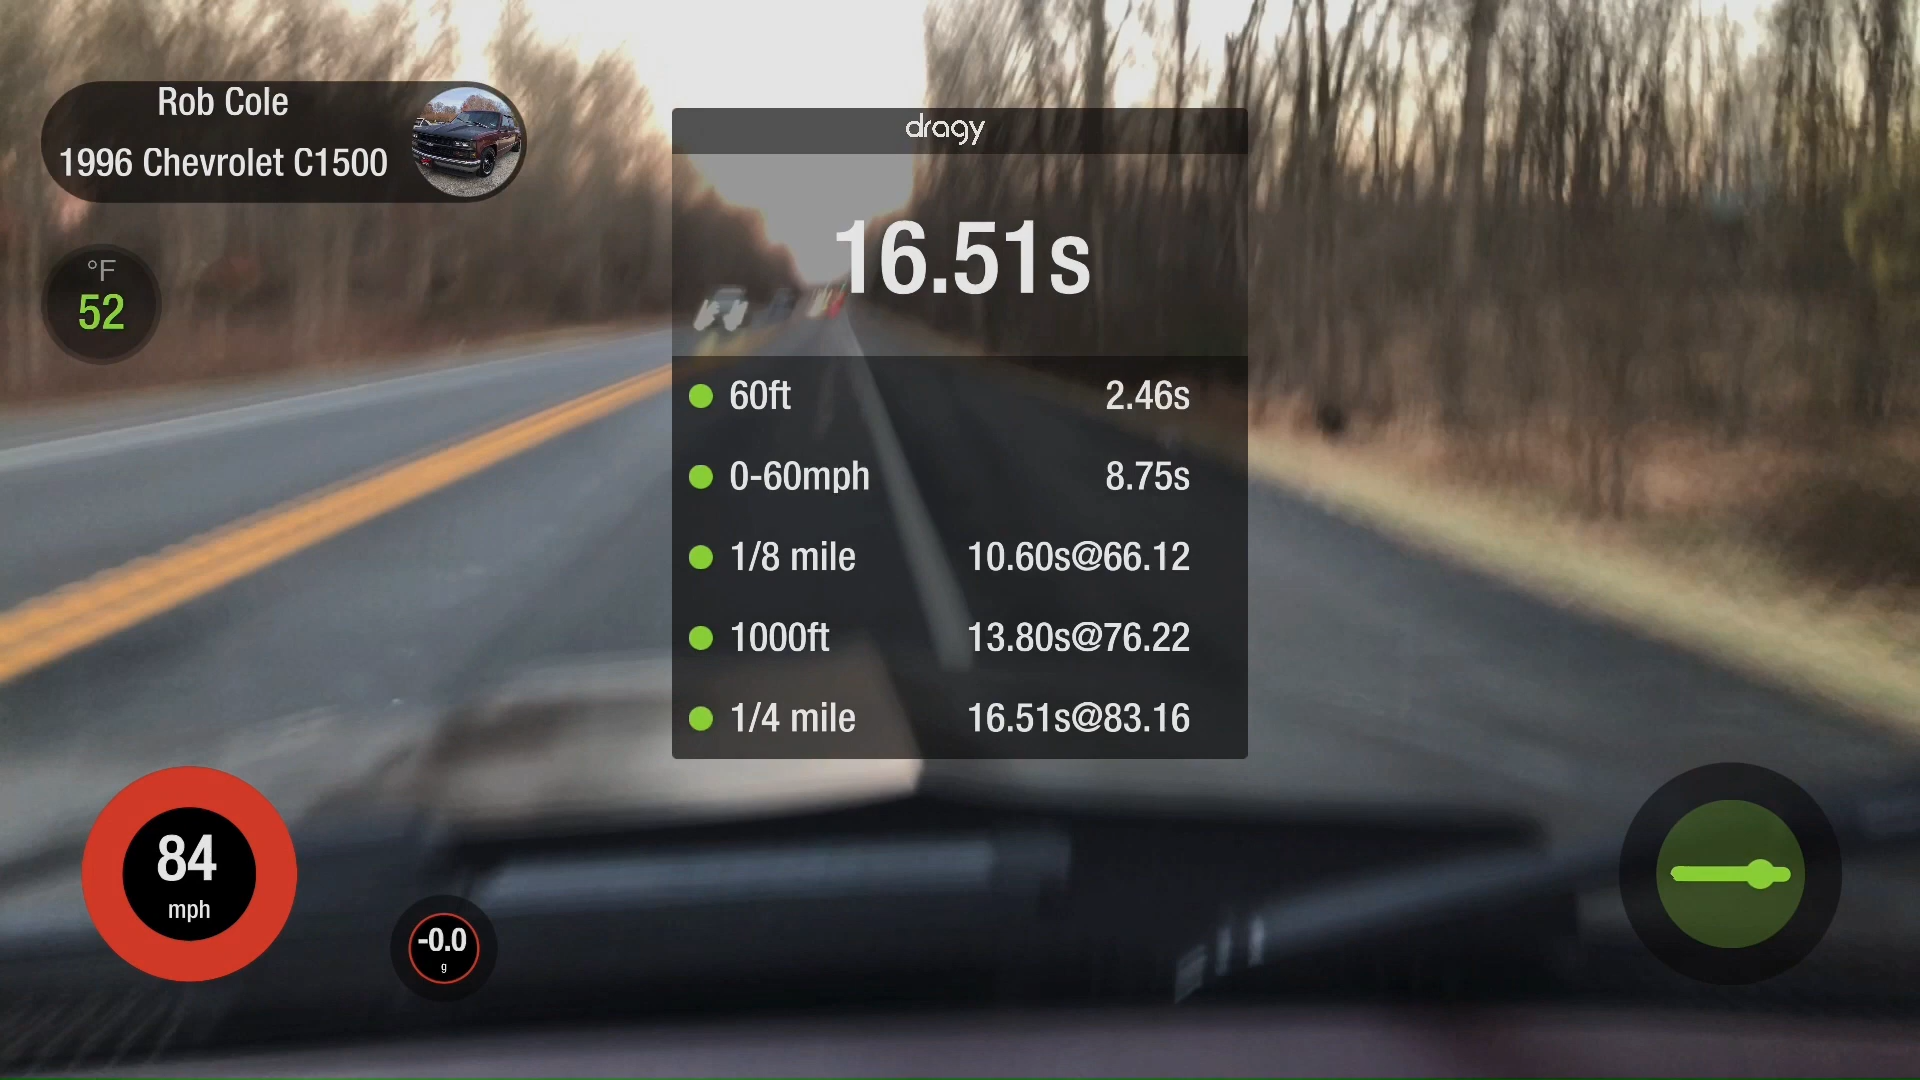 Rob Cole
1996 Chevrolet C1500
°F
52
dragy
16.51s
60ft 2.46s
0-60mph 8.75s
1/8 mile 10.60s@66.12
1000ft 13.80s@76.22
1/4 mile 16.51s@83.16
84
mph
-0.0
g